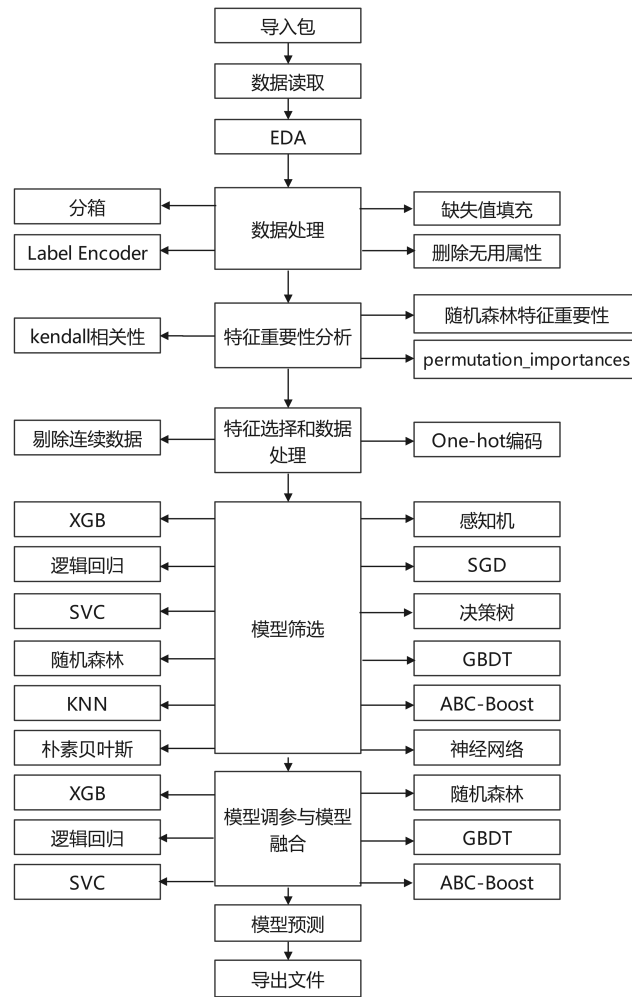 导入包
数据读取
EDA
分箱
数据处理
缺失值填充
Label Encoder
删除无用属性
kendall相关性
特征重要性分析
随机森林特征重要性
permutation_importances
剔除连续数据
特征选择和数据
处理
One-hot编码
XGB
感知机
逻辑回归
SGD
SVC
模型筛选
决策树
随机森林
GBDT
KNN
ABC-Boost
朴素贝叶斯
神经网络
XGB
模型调参与模型
融合
随机森林
逻辑回归
GBDT
SVC
ABC-Boost
模型预测
导出文件